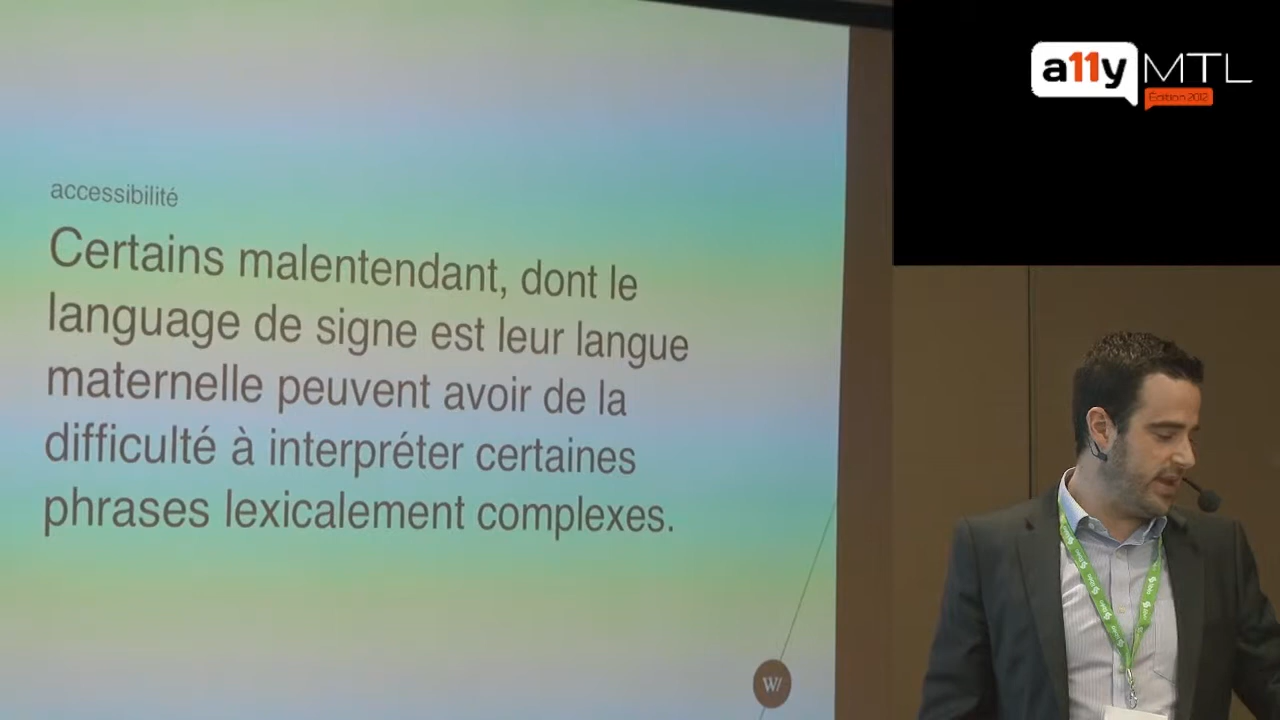 accessibilité
Certains malentendant, dont le
language de signe est leur langue
maternelle peuvent avoir de la
difficulté à interpréter certaines
phrases lexicalement complexes.
W/
a11y MTL
Édition 2013